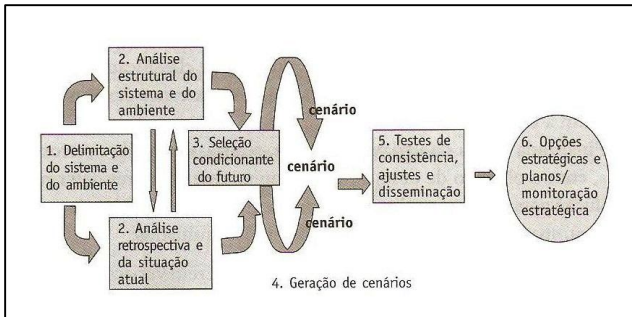 2. Análise
estrutural do
sistema e do
ambiente
1. Delimitação
do sistema e
do ambiente
2. Análise
retrospectiva e
da situação
atual
3. Seleção
condicionante
do futuro
cenário
cenário
cenário
4. Geração de cenários
5. Testes de
consistência,
ajustes e
disseminação
6. Opções
estratégicas e
planos/
monitoração
estratégica